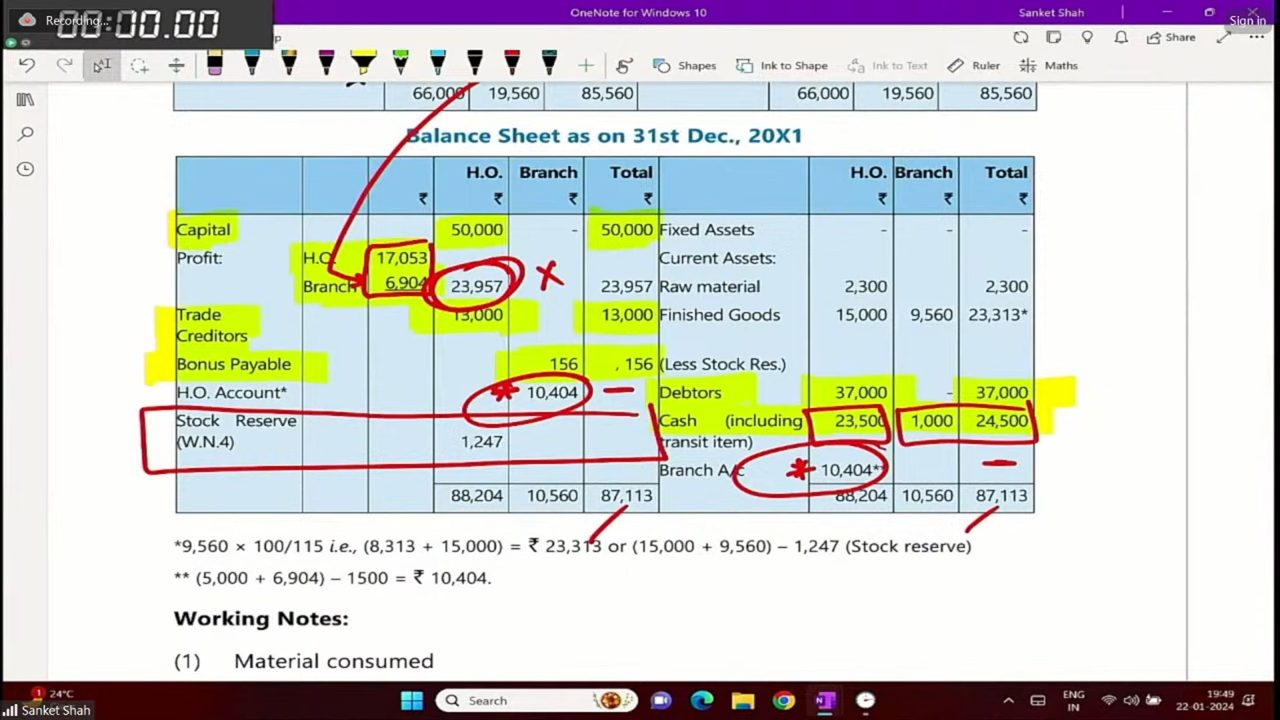 Recording...
00:00.00
OneNote for Windows 10
Sanket Shah
Sign in
Share
Shapes
Ink to Shape
Ink to Text
Ruler
Maths
66,000 19,560 85,560 66,000 19,560 85,560
Balance Sheet as on 31st Dec., 20X1
H.O. Branch Total H.O. Branch Total
₹ ₹ ₹ ₹ ₹ ₹ ₹
Capital 50,000 - 50,000 Fixed Assets - - -
Profit: H.O. 17,053 Current Assets:
Branch 6,904 23,957 23,957 Raw material 2,300 2,300
Trade Creditors 13,000 13,000 Finished Goods 15,000 9,560 23,313*
Bonus Payable 156 , 156 (Less Stock Res.)
H.O. Account* 10,404 Debtors 37,000 - 37,000
Stock Reserve Cash (including 23,500 1,000 24,500
(W.N.4) 1,247 transit item)
Branch A/c 10,404**
88,204 10,560 87,113 88,204 10,560 87,113
*9,560 × 100/115 i.e., (8,313 + 15,000) = ₹ 23,313 or (15,000 + 9,560) – 1,247 (Stock reserve)
** (5,000 + 6,904) – 1500 = ₹ 10,404.
Working Notes:
(1) Material consumed
1
24°C
Search
ENG
IN
19:49
22-01-2024
Sanket Shah